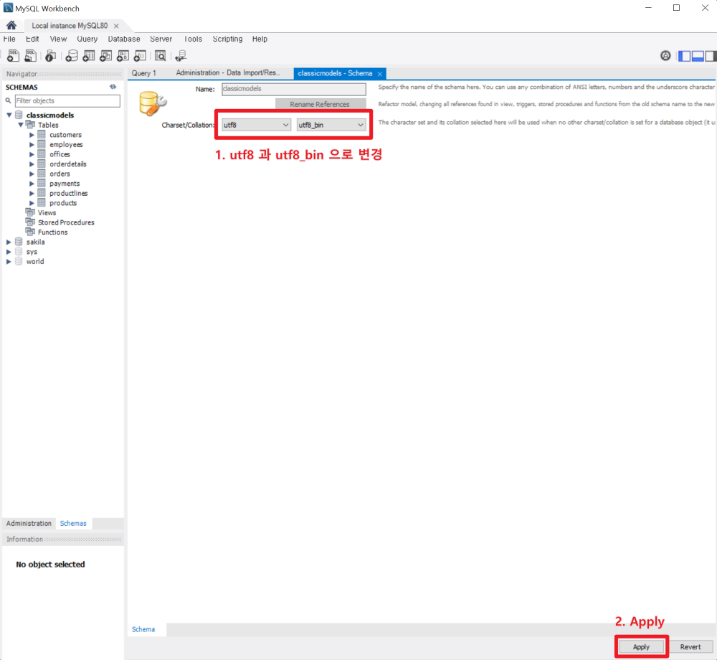 MySQL Workbench
Local instance MySQL80 ×
File Edit View Query Database Server Tools Scripting Help
Navigator
SCHEMAS
Filter objects
classicmodels
Tables
customers
employees
offices
orderdetails
orders
payments
productlines
products
Views
Stored Procedures
Functions
sakila
sys
world
Administration Schemas
Information
No object selected
Query 1 Administration - Data Import/Res... classicmodels - Schema ×
Name: classicmodels
Specify the name of the schema here. You can use any combination of ANSI letters, numbers and the underscore character
Rename References
Refactor model, changing all references found in view, triggers, stored procedures and functions from the old schema name to the new
Charset/Collation: utf8 utf8_bin
The character set and its collation selected here will be used when no other charset/collation is set for a database object (it u
1. utf8 과 utf8_bin 으로 변경
Schema
2. Apply
Apply Revert